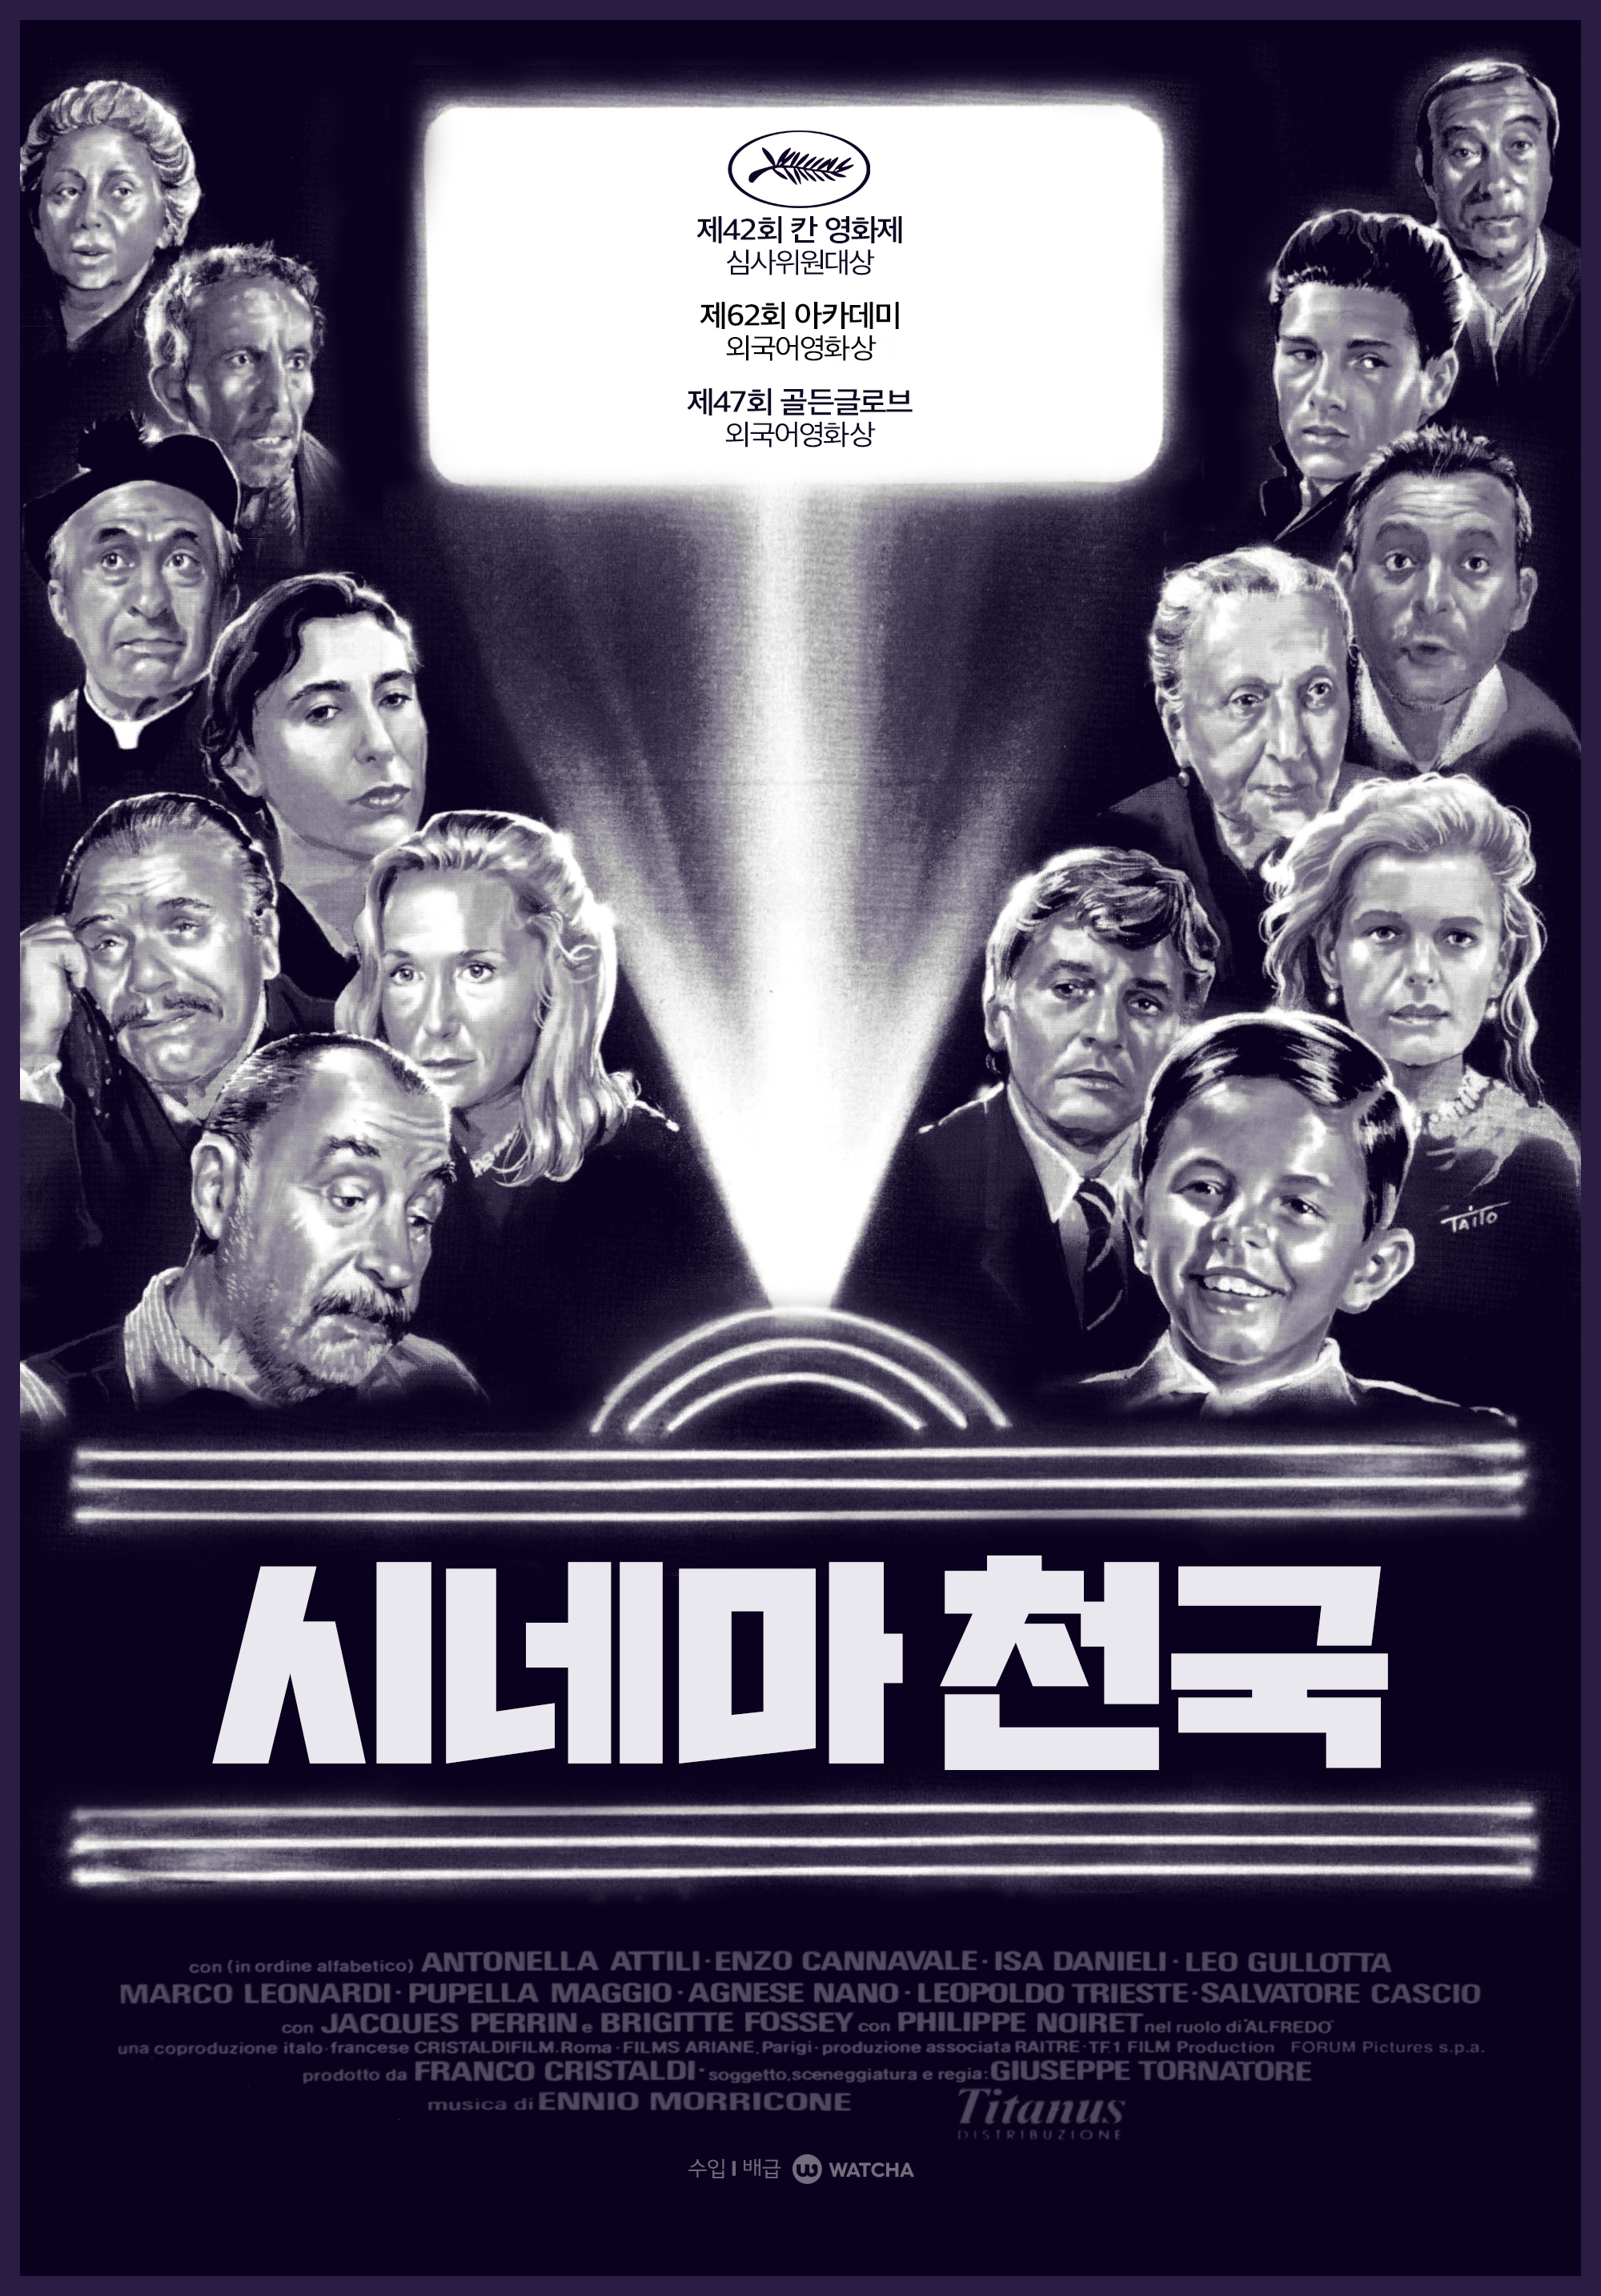 제42회 칸 영화제
심사위원대상
제62회 아카데미
외국어영화상
제47회 골든글로브
외국어영화상
TAITO
시네마 천국
con (in ordine alfabetico) ANTONELLA ATTILI · ENZO CANNAVALE · ISA DANIELI · LEO GULLOTTA
MARCO LEONARDI · PUPELLA MAGGIO · AGNESE NANO · LEOPOLDO TRIESTE · SALVATORE CASCIO
con JACQUES PERRIN e BRIGITTE FOSSEY con PHILIPPE NOIRET nel ruolo di "ALFREDO"
una coproduzione italo-francese CRISTALDIFILM. Roma · FILMS ARIANE, Parigi · produzione associata RAITRE · TF.1 FILM Production FORUM Pictures s.p.a.
prodotto da FRANCO CRISTALDI · soggetto, sceneggiatura e regia: GIUSEPPE TORNATORE
musica di ENNIO MORRICONE Titanus
DISTRIBUZIONE
수입 | 배급 WATCHA